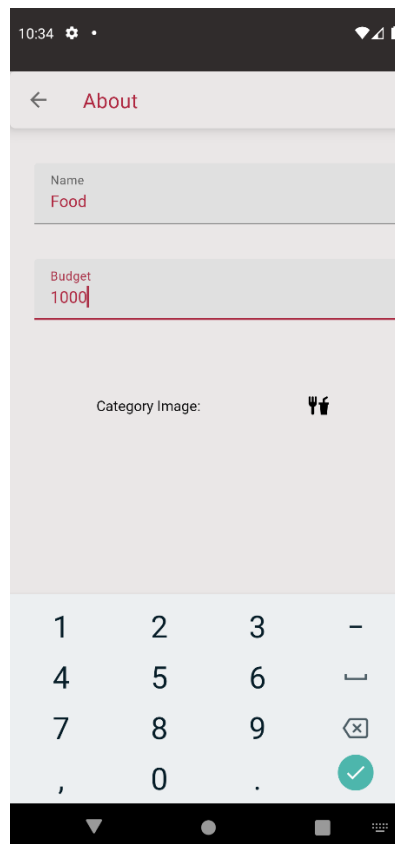 10:34
About
Name
Food
Budget
1000
Category Image:
1 2 3 -
4 5 6
7 8 9
, 0 .